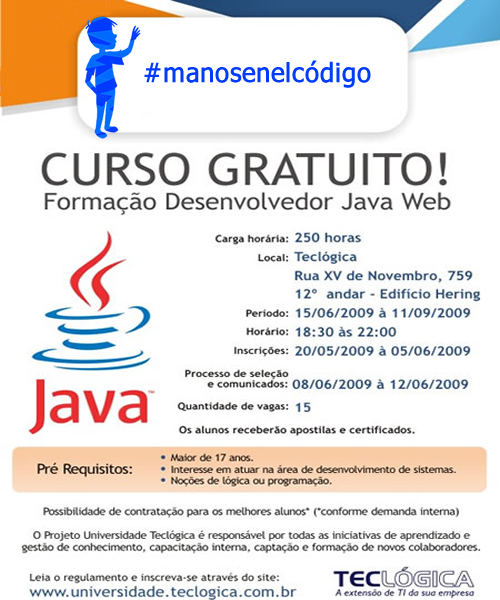 #manosenelcódigo
CURSO GRATUITO!
Formação Desenvolvedor Java Web
Carga horária: 250 horas
Local: Teclógica
Rua XV de Novembro, 759
12º andar - Edifício Hering
Período: 15/06/2009 à 11/09/2009
Horário: 18:30 às 22:00
Inscrições: 20/05/2009 à 05/06/2009
Processo de seleção
e comunicados: 08/06/2009 à 12/06/2009
Quantidade de vagas: 15
Os alunos receberão apostilas e certificados.
Java™
Pré Requisitos:
• Maior de 17 anos.
• Interesse em atuar na área de desenvolvimento de sistemas.
• Noções de lógica ou programação.
Possibilidade de contratação para os melhores alunos* (*conforme demanda interna)
O Projeto Universidade Teclógica é responsável por todas as iniciativas de aprendizado e
gestão de conhecimento, capacitação interna, captação e formação de novos colaboradores.
Leia o regulamento e inscreva-se através do site:
www.universidade.teclogica.com.br
TECLÓGICA
A extensão de TI da sua empresa